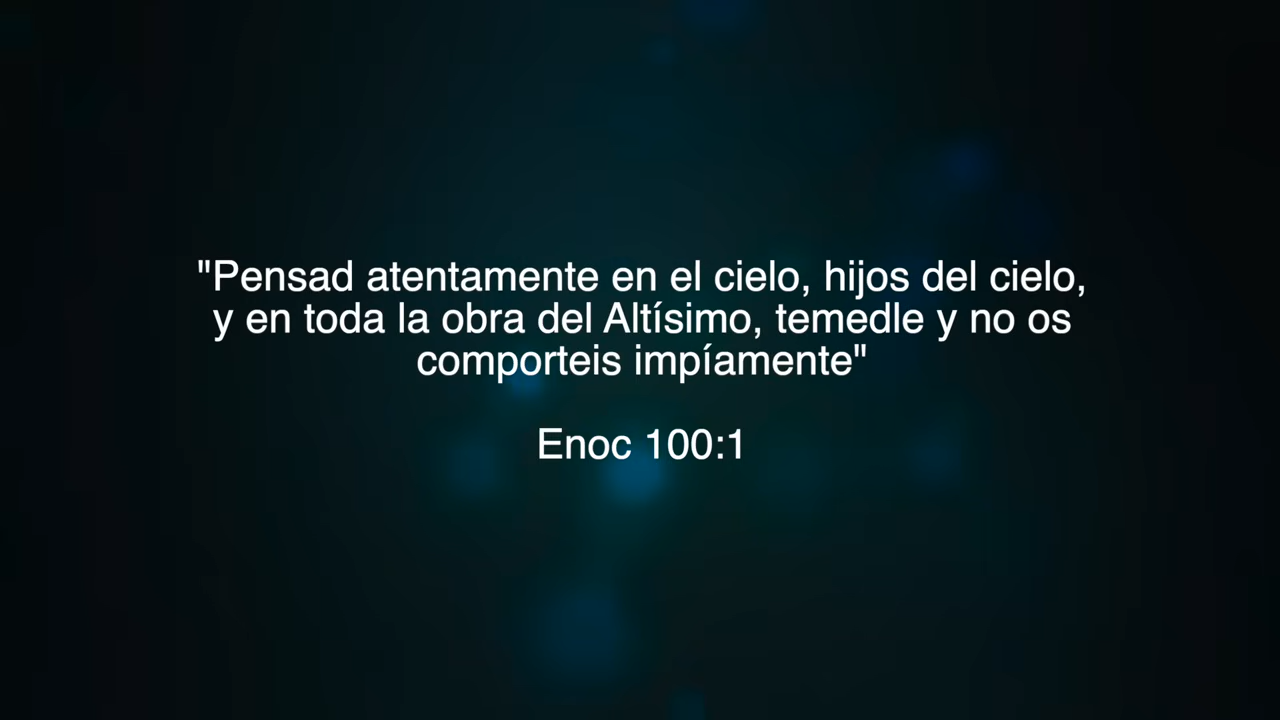 "Pensad atentamente en el cielo, hijos del cielo,
y en toda la obra del Altísimo, temedle y no os
comporteis impíamente"
Enoc 100:1